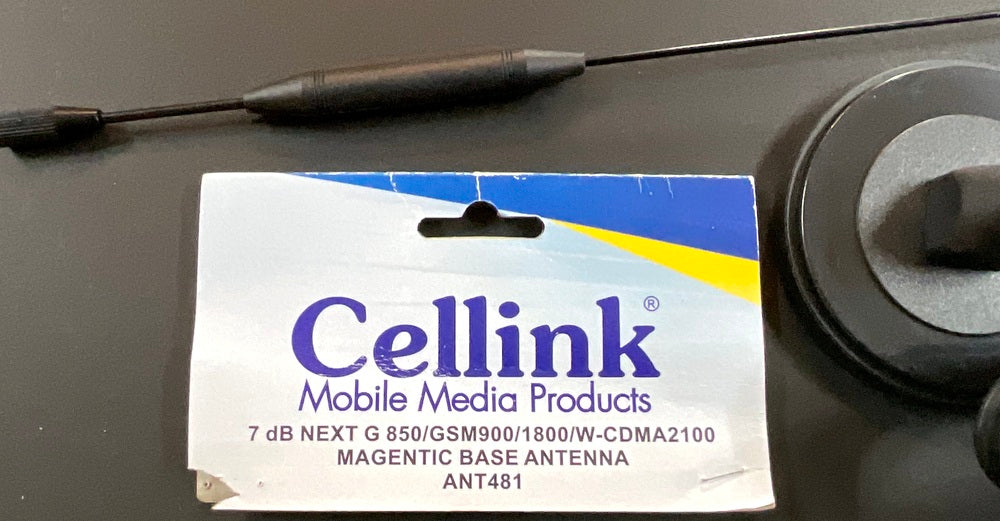 Cellink®
Mobile Media Products
7 dB NEXT G 850/GSM900/1800/W-CDMA2100
MAGENTIC BASE ANTENNA
ANT481